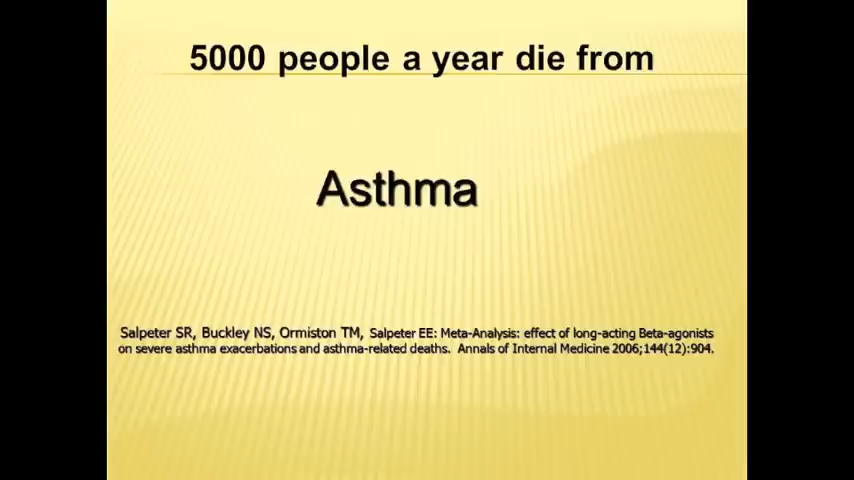 5000 people a year die from
Asthma
Salpeter SR, Buckley NS, Ormiston TM, Salpeter EE: Meta-Analysis: effect of long-acting Beta-agonists
on severe asthma exacerbations and asthma-related deaths. Annals of Internal Medicine 2006;144(12):904.